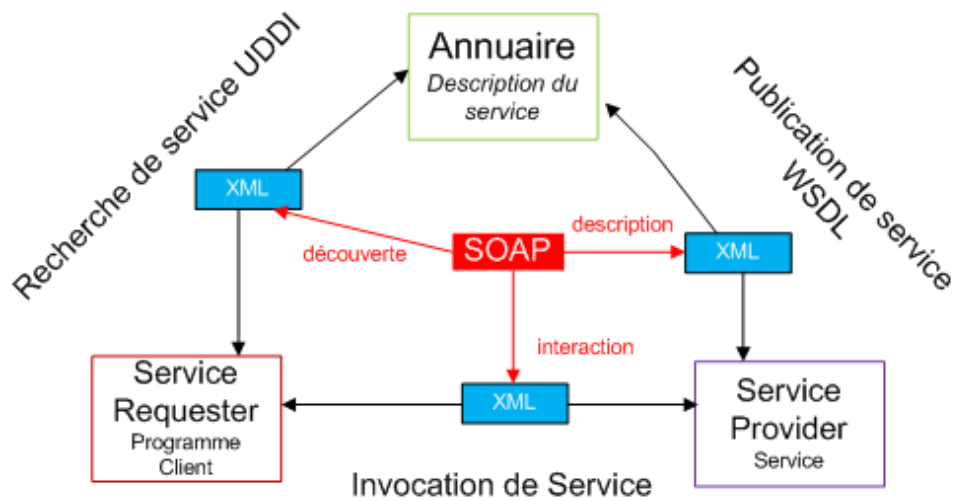 Annuaire
Description du
service
Recherche de service UDDI
Publication de service
WSDL
XML
découverte
SOAP
description
XML
interaction
Service
Requester
Programme
Client
XML
Service
Provider
Service
Invocation de Service